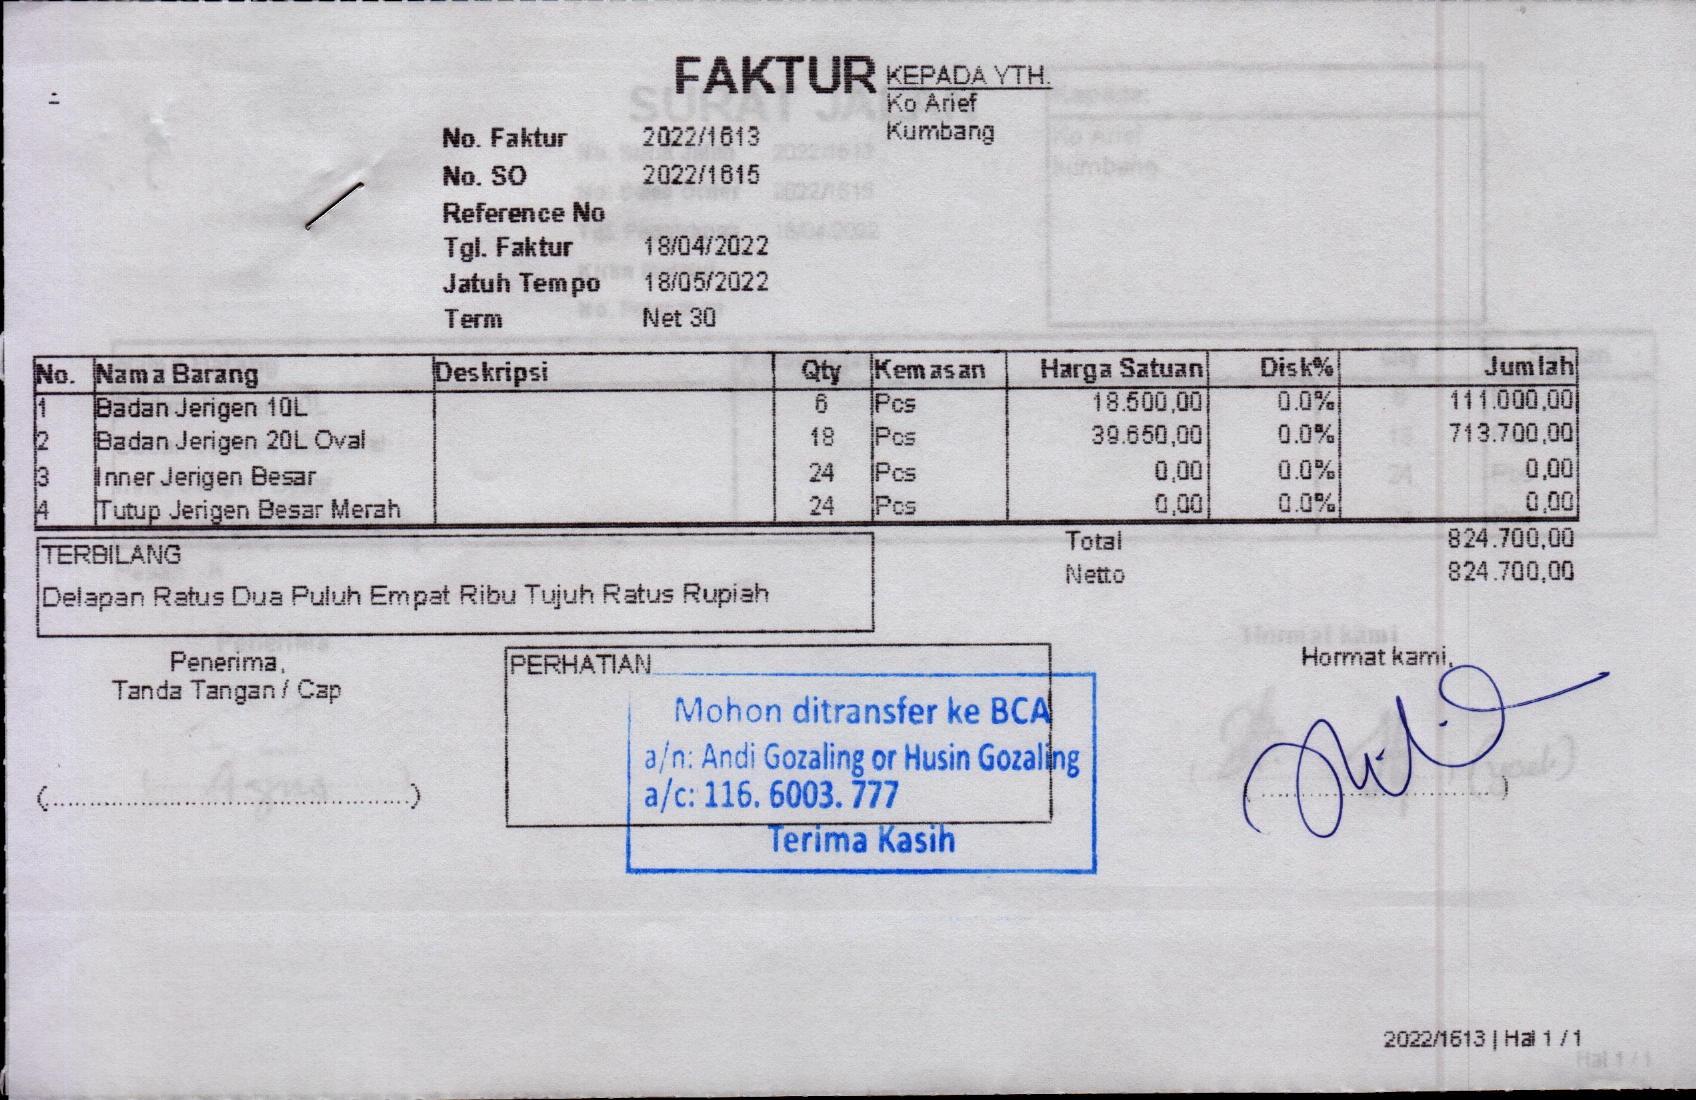 FAKTUR
KEPADA YTH.
Ko Arief
Kumbang
No. Faktur 2022/1613
No. SO 2022/1615
Reference No
Tgl. Faktur 18/04/2022
Jatuh Tempo 18/05/2022
Term Net 30
No. Nama Barang Deskripsi Qty Kemasan Harga Satuan Disk% Jumlah
1 Badan Jerigen 10L 6 Pcs 18.500,00 0.0% 111.000,00
2 Badan Jerigen 20L Oval 18 Pcs 39.650,00 0.0% 713.700,00
3 Inner Jerigen Besar 24 Pcs 0,00 0.0% 0,00
4 Tutup Jerigen Besar Merah 24 Pcs 0,00 0.0% 0,00
Total 824.700,00
Netto 824.700,00
TERBILANG
Delapan Ratus Dua Puluh Empat Ribu Tujuh Ratus Rupiah
Penerima,
Tanda Tangan / Cap
(......................................................)
PERHATIAN
Mohon ditransfer ke BCA
a/n: Andi Gozaling or Husin Gozaling
a/c: 116. 6003. 777
Terima Kasih
Hormat kami,
2022/1613 | Hal 1 / 1